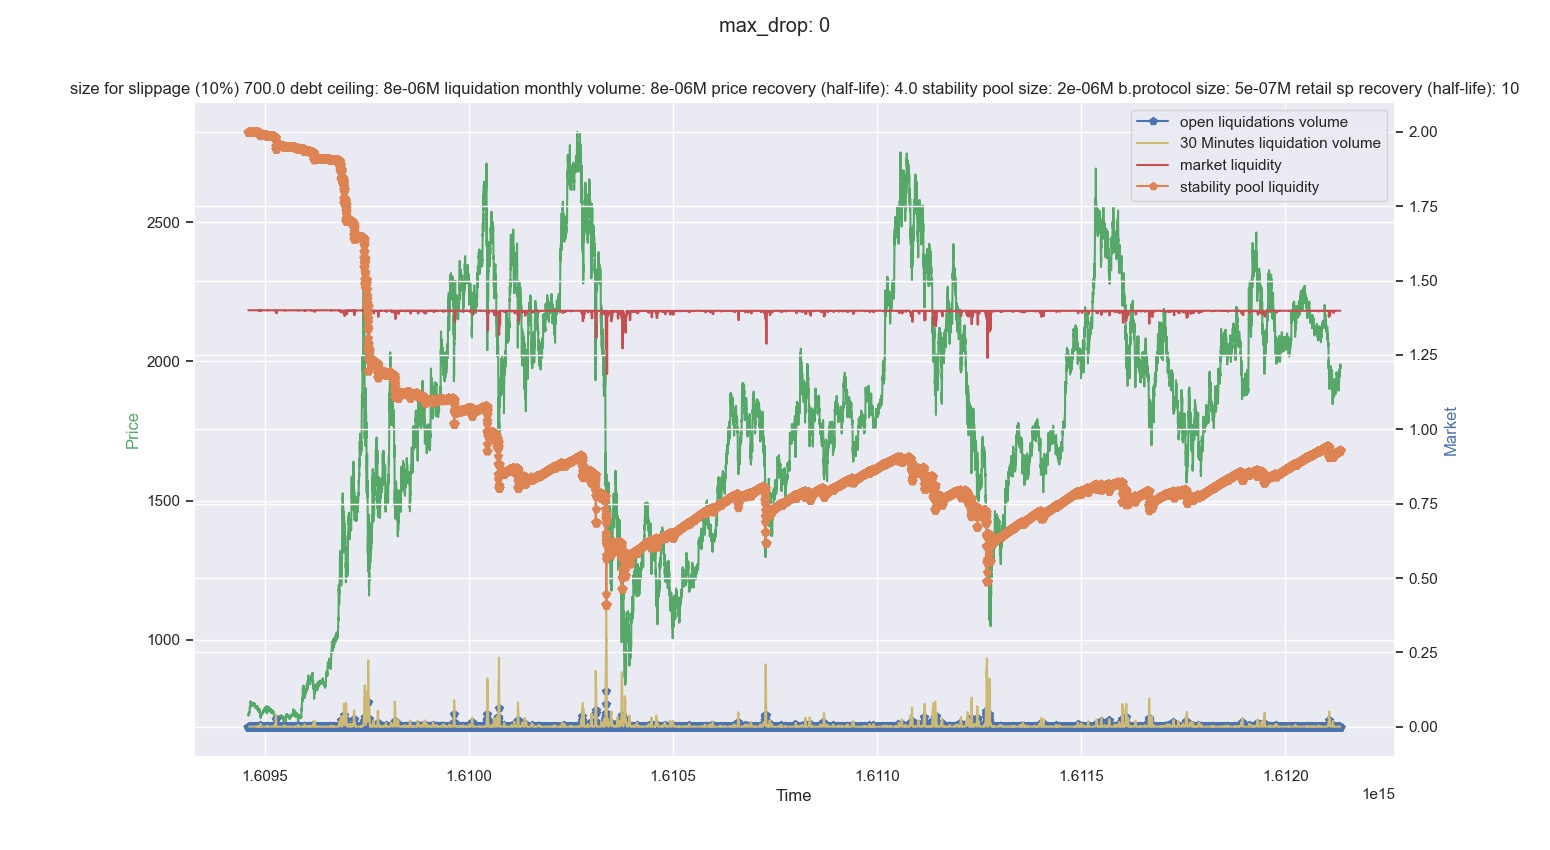 max_drop: 0
size for slippage (10%) 700.0 debt ceiling: 8e-06M liquidation monthly volume: 8e-06M price recovery (half-life): 4.0 stability pool size: 2e-06M b.protocol size: 5e-07M retail sp recovery (half-life): 10
open liquidations volume
30 Minutes liquidation volume
market liquidity
stability pool liquidity
2500
2000
1500
1000
Price
2.00
1.75
1.50
1.25
1.00
0.75
0.50
0.25
0.00
Market
1.6095
1.6100
1.6105
1.6110
1.6115
1.6120
Time
1e15